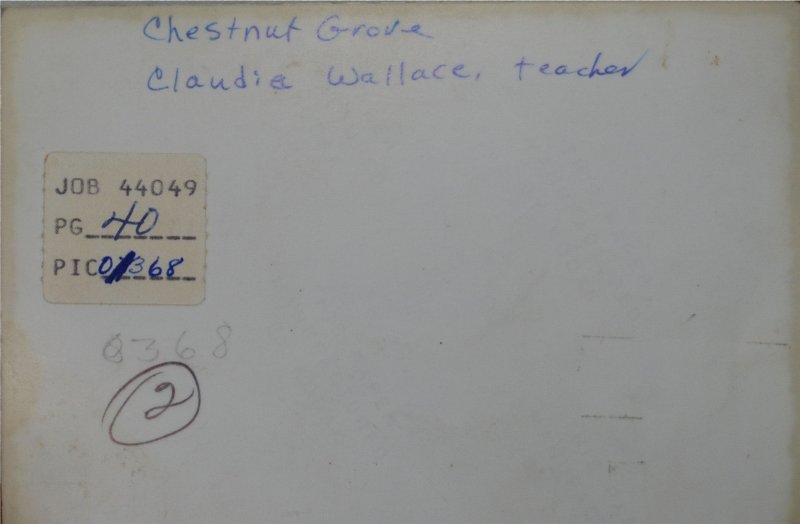 Chestnut Grove
Claudia Wallace, teacher
JOB 44049
PG 40
PIC 0368
0368
2